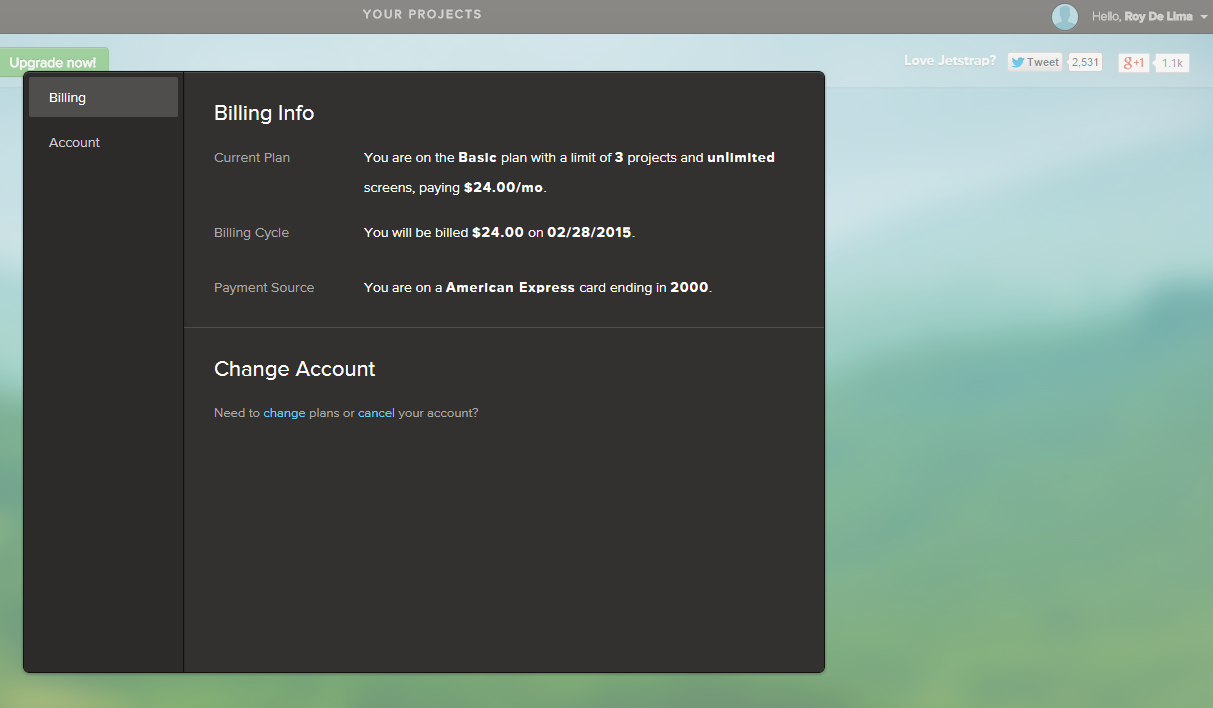 YOUR PROJECTS
Hello, Roy De Lima
Upgrade now!
Love Jetstrap?
Tweet
2,531
g+1
1.1k
Billing
Account
Billing Info
Current Plan
You are on the Basic plan with a limit of 3 projects and unlimited
screens, paying $24.00/mo.
Billing Cycle
You will be billed $24.00 on 02/28/2015.
Payment Source
You are on a American Express card ending in 2000.
Change Account
Need to change plans or cancel your account?